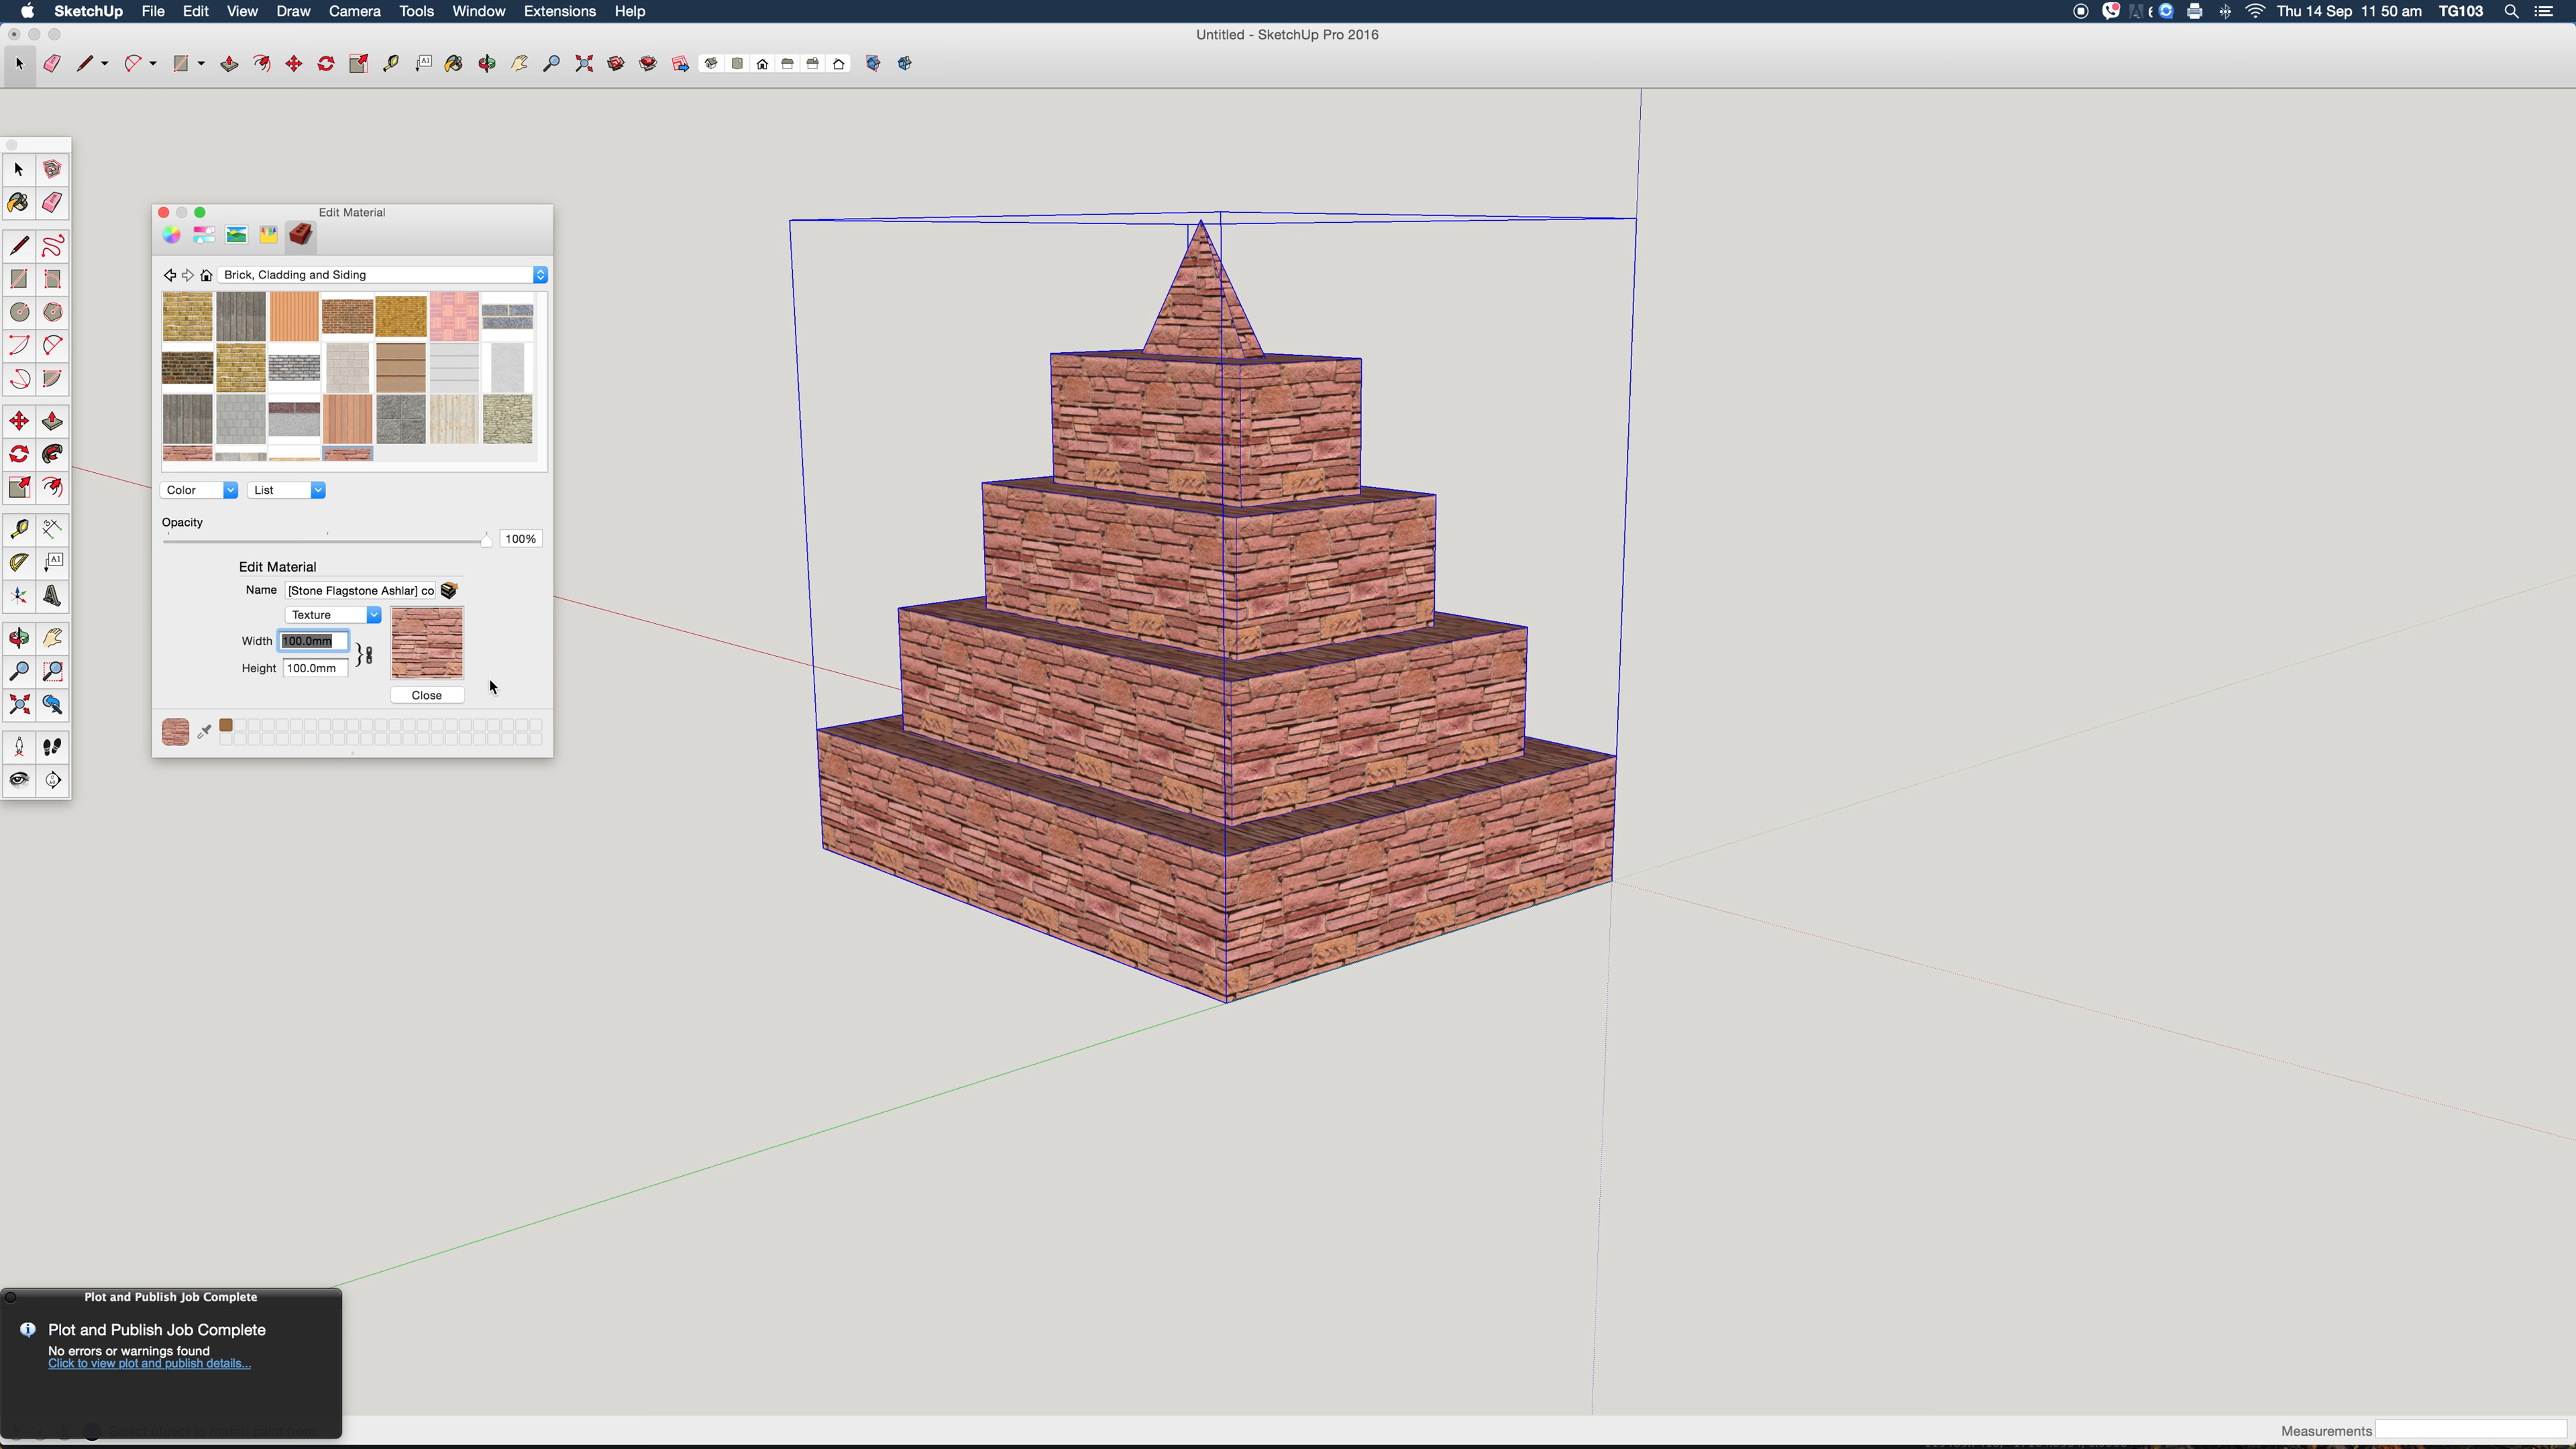 SketchUp File Edit View Draw Camera Tools Window Extensions Help
Thu 14 Sep 11 50 am TG103
Untitled - SketchUp Pro 2016
A1
Edit Material
Brick, Cladding and Siding
Color List
Opacity
100%
Edit Material
Name [Stone Flagstone Ashlar] co
Texture
Width 100.0mm
Height 100.0mm
Close
A1
Plot and Publish Job Complete
Plot and Publish Job Complete
No errors or warnings found
Click to view plot and publish details...
Measurements